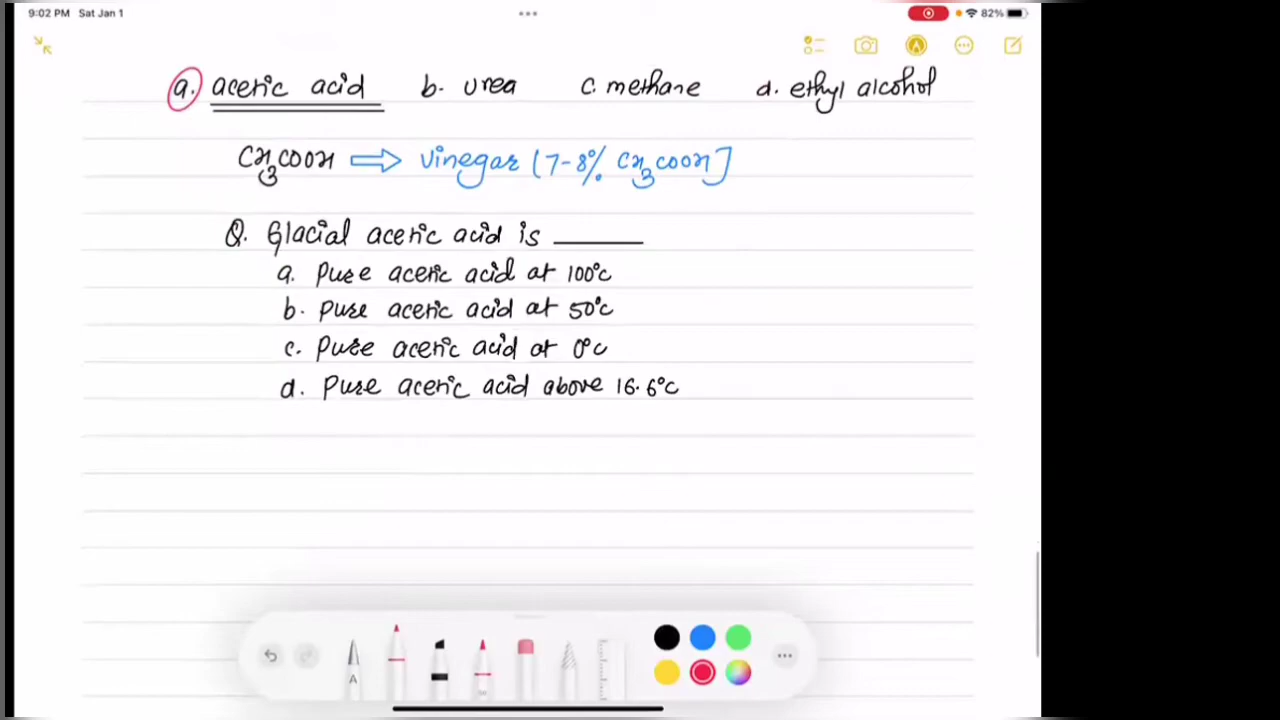 9:02 PM Sat Jan 1
82%
a. acetic acid b. urea c. methane d. ethyl alcohol
CH3COOH ⇒ vinegar [7-8% CH3COOH]
Q. Glacial acetic acid is ______
a. Pure acetic acid at 100°C
b. Pure acetic acid at 50°C
c. Pure acetic acid at 0°C
d. Pure acetic acid above 16.6°C
A